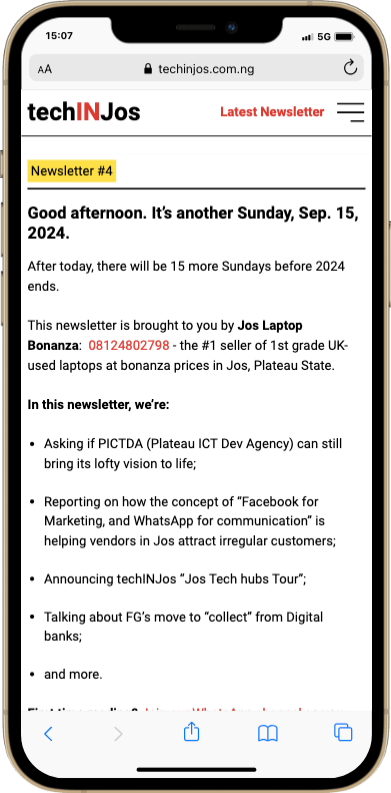 15:07
5G
AA
techinjos.com.ng
techINJos
Latest Newsletter
Newsletter #4
Good afternoon. It’s another Sunday, Sep. 15,
2024.
After today, there will be 15 more Sundays before 2024
ends.
This newsletter is brought to you by Jos Laptop
Bonanza: 08124802798 - the #1 seller of 1st grade UK-
used laptops at bonanza prices in Jos, Plateau State.
In this newsletter, we’re:
• Asking if PICTDA (Plateau ICT Dev Agency) can still
bring its lofty vision to life;
• Reporting on how the concept of “Facebook for
Marketing, and WhatsApp for communication” is
helping vendors in Jos attract irregular customers;
• Announcing techINJos “Jos Tech hubs Tour”;
• Talking about FG’s move to “collect” from Digital
banks;
• and more.